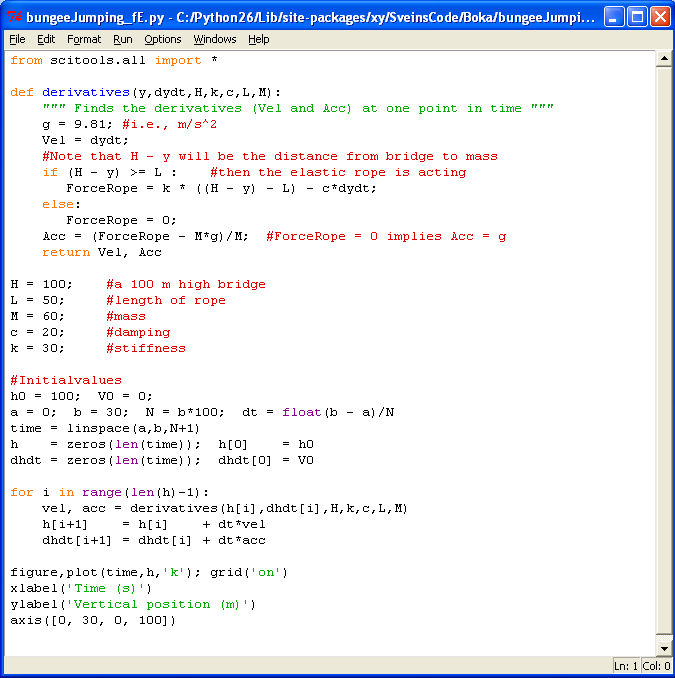 bungeeJumping_fE.py - C:/Python26/Lib/site-packages/xy/SveinsCode/Boka/bungeeJumpi...
File Edit Format Run Options Windows Help
from scitools.all import *

def derivatives(y,dydt,H,k,c,L,M):
    """ Finds the derivatives (Vel and Acc) at one point in time """
    g = 9.81; #i.e., m/s^2
    Vel = dydt;
    #Note that H - y will be the distance from bridge to mass
    if (H - y) >= L :    #then the elastic rope is acting
       ForceRope = k * ((H - y) - L) - c*dydt;
    else:
       ForceRope = 0;
    Acc = (ForceRope - M*g)/M;  #ForceRope = 0 implies Acc = g
    return Vel, Acc

H = 100;    #a 100 m high bridge
L = 50;     #length of rope
M = 60;     #mass
c = 20;     #damping
k = 30;     #stiffness

#Initialvalues
h0 = 100;  V0 = 0;
a = 0;  b = 30;  N = b*100;  dt = float(b - a)/N
time = linspace(a,b,N+1)
h    = zeros(len(time));  h[0]    = h0
dhdt = zeros(len(time));  dhdt[0] = V0

for i in range(len(h)-1):
    vel, acc = derivatives(h[i],dhdt[i],H,k,c,L,M)
    h[i+1]    = h[i]    + dt*vel
    dhdt[i+1] = dhdt[i] + dt*acc

figure,plot(time,h,'k'); grid('on')
xlabel('Time (s)')
ylabel('Vertical position (m)')
axis([0, 30, 0, 100])
Ln: 1 Col: 0